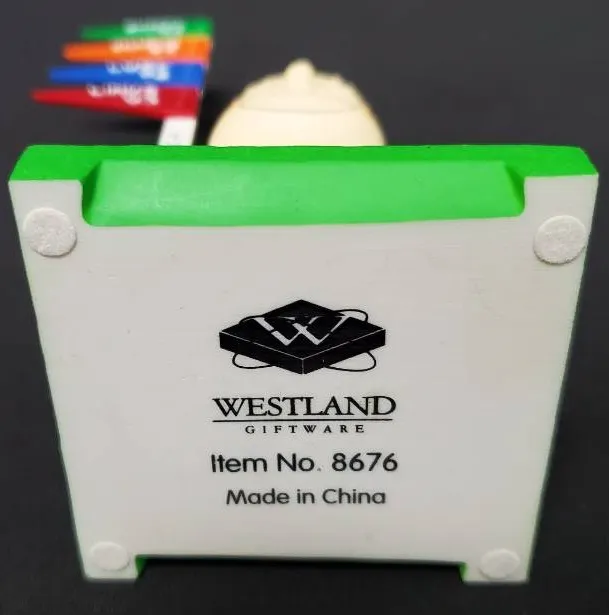 W
WESTLAND
GIFTWARE
Item No. 8676
Made in China